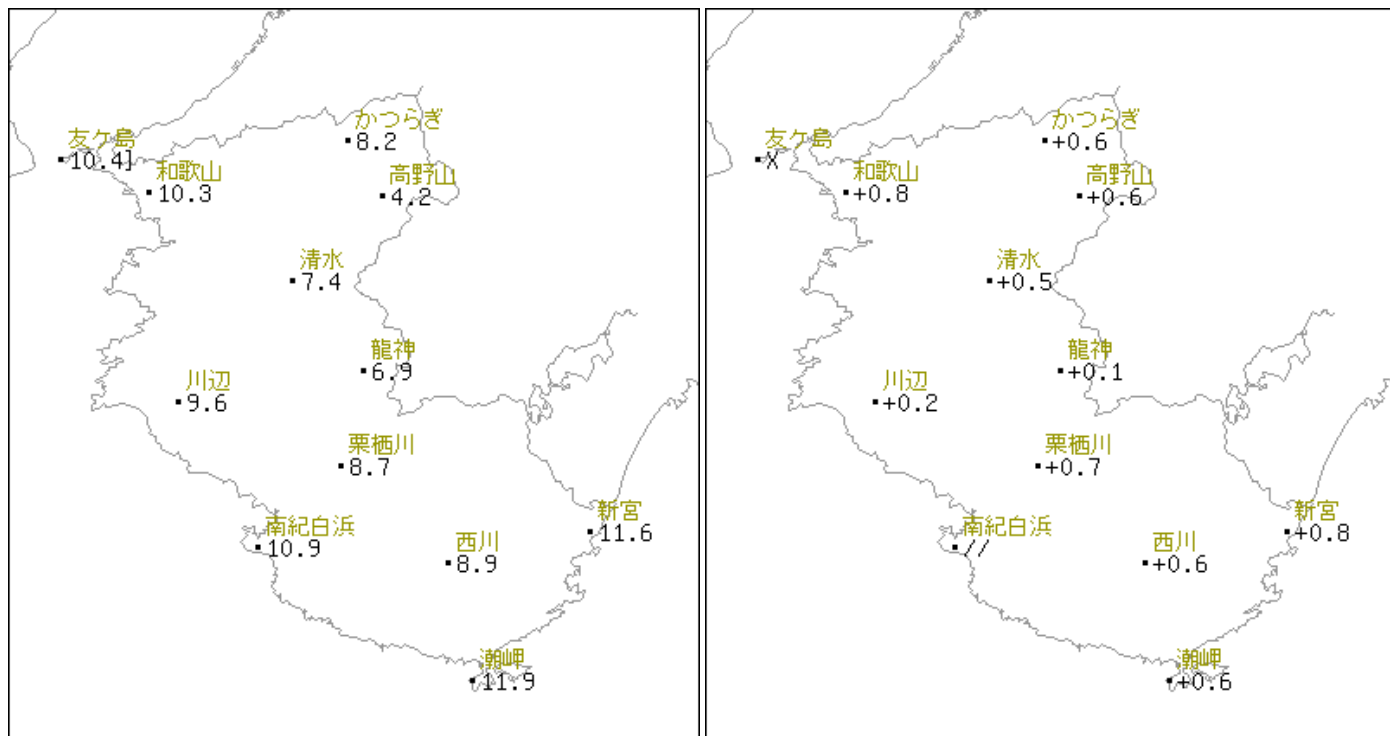 かつらぎ
8.2
友ケ島
10.4]
和歌山
10.3
高野山
4.2
清水
7.4
龍神
6.9
川辺
9.6
栗栖川
8.7
南紀白浜
10.9
西川
8.9
新宮
11.6
潮岬
11.9
かつらぎ
+0.6
友ケ島
X
和歌山
+0.8
高野山
+0.6
清水
+0.5
龍神
+0.1
川辺
+0.2
栗栖川
+0.7
南紀白浜
//
西川
+0.6
新宮
+0.8
潮岬
+0.6